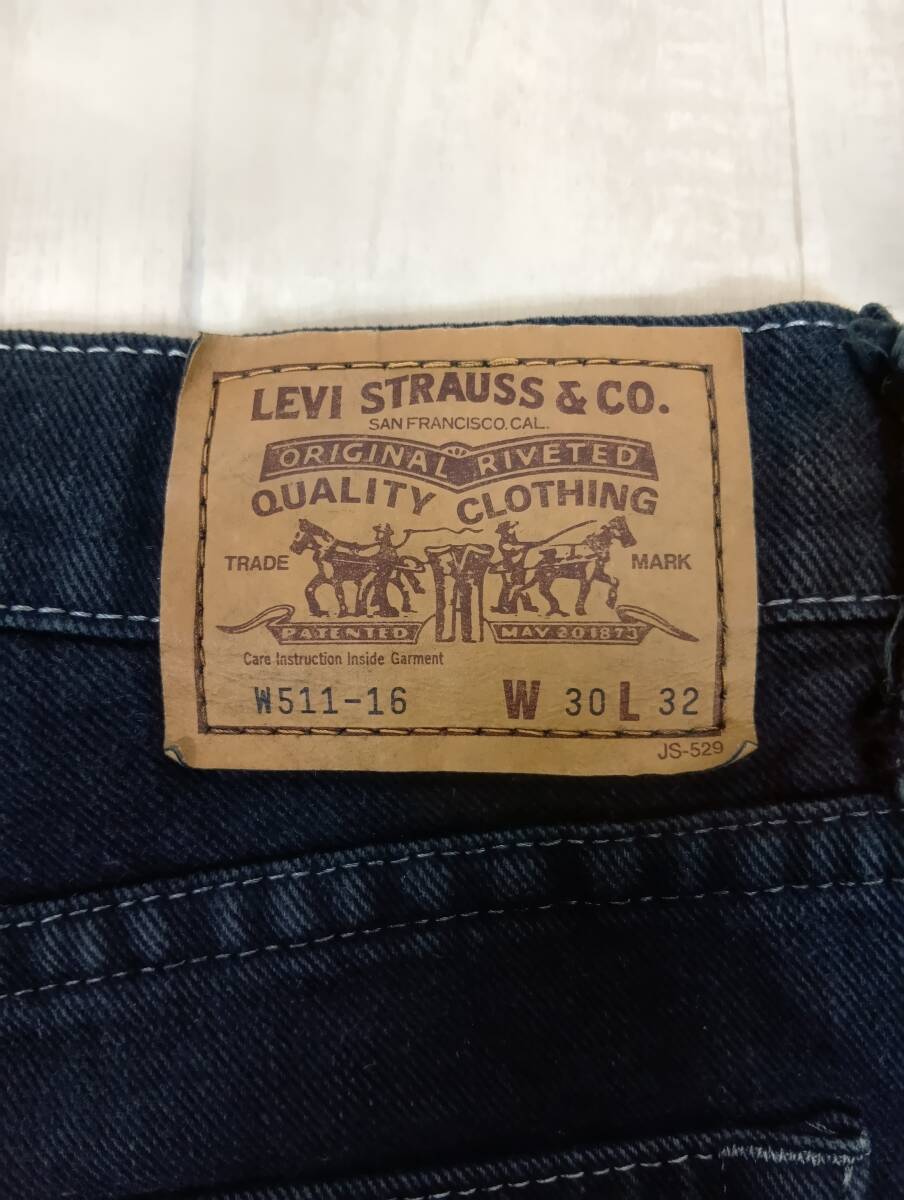 LEVI STRAUSS & CO.
SAN FRANCISCO, CAL.
ORIGINAL RIVETED
QUALITY CLOTHING
TRADE MARK
PATENTED MAY 20 1873
Care Instruction Inside Garment
W511-16 W 30 L 32
JS-529